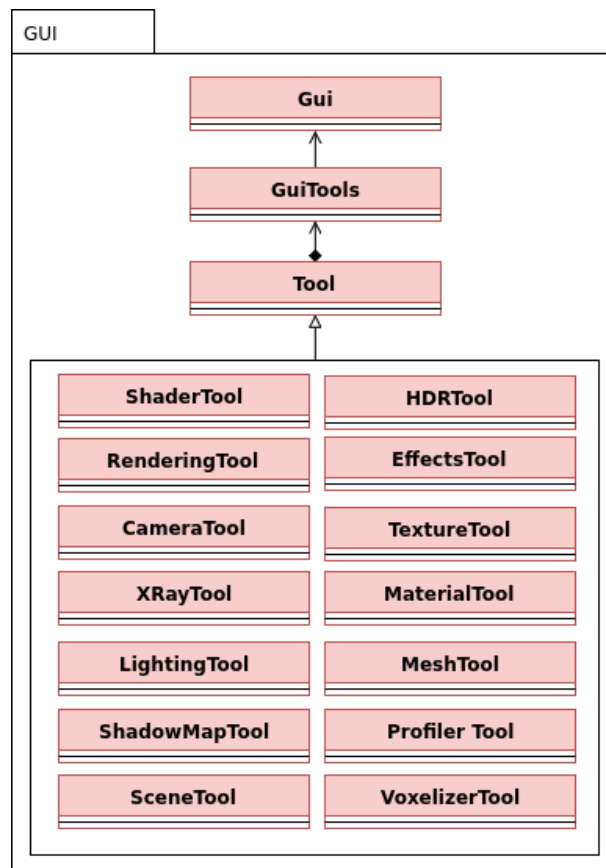 GUI
Gui
GuiTools
Tool
ShaderTool
HDRTool
RenderingTool
EffectsTool
CameraTool
TextureTool
XRayTool
MaterialTool
LightingTool
MeshTool
ShadowMapTool
Profiler Tool
SceneTool
VoxelizerTool